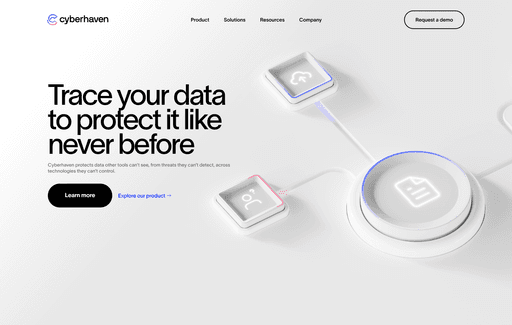 cyberhaven
Product
Solutions
Resources
Company
Request a demo
Trace your data
to protect it like
never before
Cyberhaven protects data other tools can't see, from threats they can't detect, across
technologies they can't control.
Learn more
Explore our product →